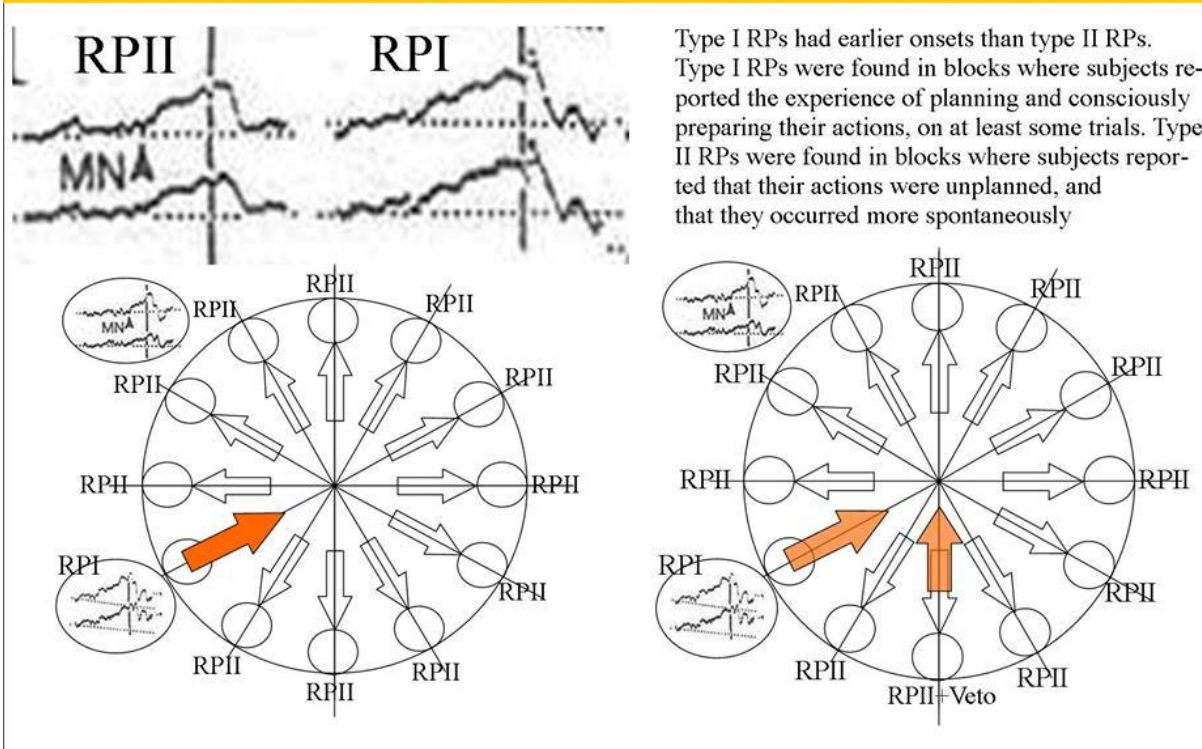 RPII
RPI
MNA
Type I RPs had earlier onsets than type II RPs.
Type I RPs were found in blocks where subjects re-
ported the experience of planning and consciously
preparing their actions, on at least some trials. Type
II RPs were found in blocks where subjects repor-
ted that their actions were unplanned, and
that they occurred more spontaneously
RPII
RPII
RPII
MNA
RPII
RPII
RPII
RPII
RPI
RPII
RPII
RPII
RPII
RPII
RPII
RPII
MNA
RPII
RPII
RPII
RPII
RPI
RPII
RPII
RPII
RPII+Veto